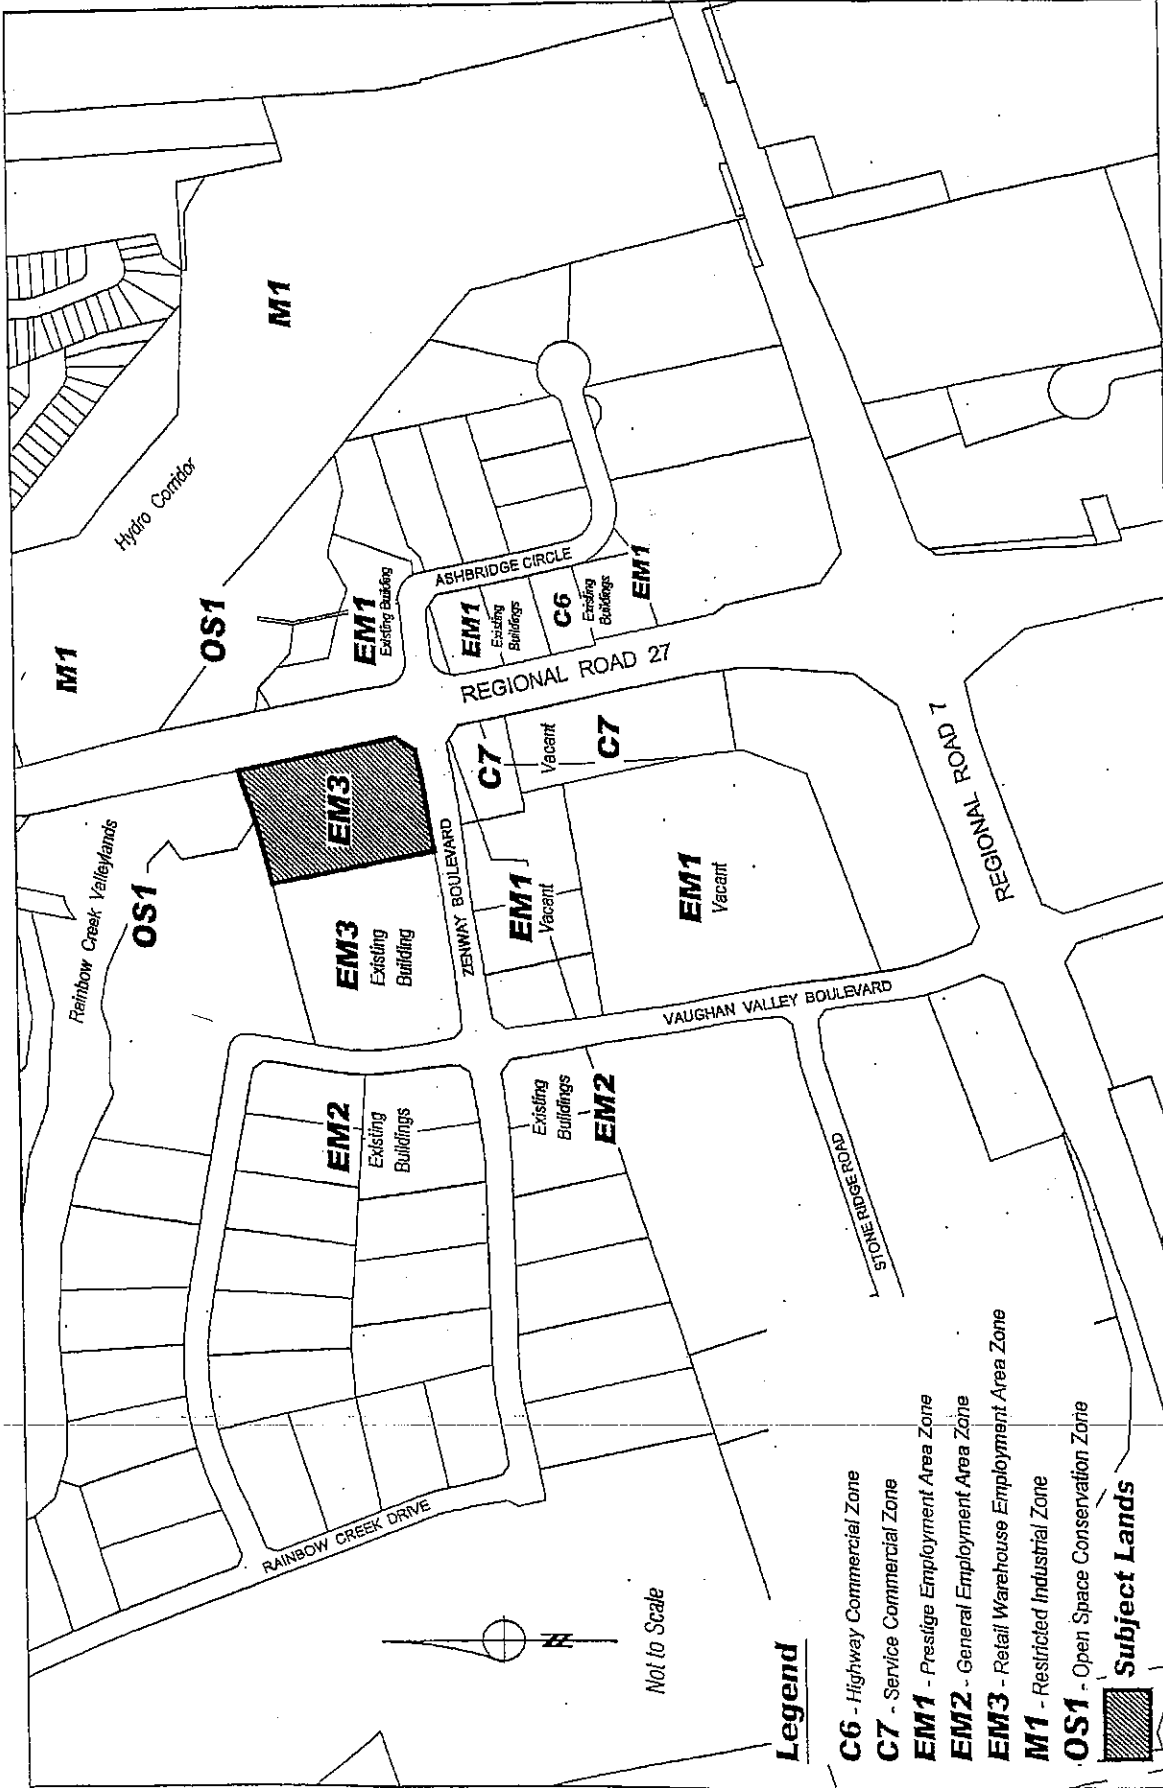 M1
M1
Hydro Corridor
OS1
Rainbow Creek Valleylands
OS1
EM1
Existing Building
ASHBRIDGE CIRCLE
EM1
Existing
Buildings
C6
Existing
Buildings
EM1
REGIONAL ROAD 27
EM3
EM3
Existing
Building
ZENWAY BOULEVARD
C7
Vacant
C7
EM1
Vacant
EM1
Vacant
REGIONAL ROAD 7
VAUGHAN VALLEY BOULEVARD
EM2
Existing
Buildings
Existing
Buildings
EM2
STONE RIDGE ROAD
RAINBOW CREEK DRIVE
Not to Scale
Legend
C6 - Highway Commercial Zone
C7 - Service Commercial Zone
EM1 - Prestige Employment Area Zone
EM2 - General Employment Area Zone
EM3 - Retail Warehouse Employment Area Zone
M1 - Restricted Industrial Zone
OS1 - Open Space Conservation Zone
Subject Lands